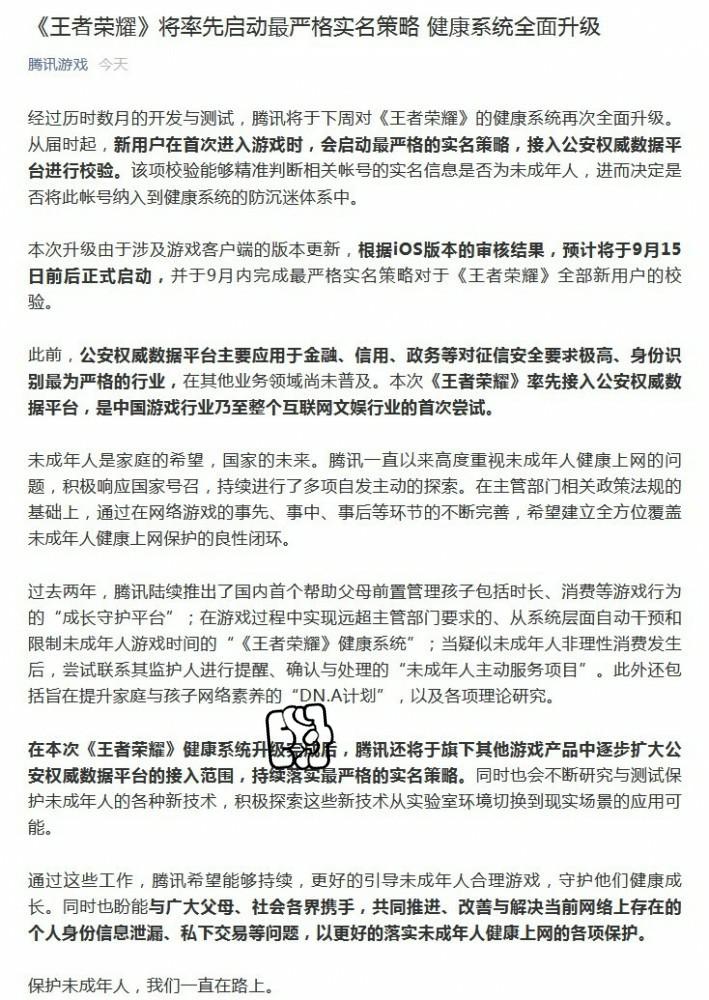 《王者荣耀》将率先启动最严格实名策略 健康系统全面升级
腾讯游戏 今天
经过历时数月的开发与测试，腾讯将于下周对《王者荣耀》的健康系统再次全面升级。
从届时起，新用户在首次进入游戏时，会启动最严格的实名策略，接入公安权威数据平
台进行校验。该项校验能够精准判断相关帐号的实名信息是否为未成年人，进而决定是
否将此帐号纳入到健康系统的防沉迷体系中。
本次升级由于涉及游戏客户端的版本更新，根据iOS版本的审核结果，预计将于9月15
日前后正式启动，并于9月内完成最严格实名策略对于《王者荣耀》全部新用户的校
验。
此前，公安权威数据平台主要应用于金融、信用、政务等对征信安全要求极高、身份识
别最为严格的行业，在其他业务领域尚未普及。本次《王者荣耀》率先接入公安权威数
据平台，是中国游戏行业乃至整个互联网文娱行业的首次尝试。
未成年人是家庭的希望，国家的未来。腾讯一直以来高度重视未成年人健康上网的问
题，积极响应国家号召，持续进行了多项自发主动的探索。在主管部门相关政策法规的
基础上，通过在网络游戏的事先、事中、事后等环节的不断完善，希望建立全方位覆盖
未成年人健康上网保护的良性闭环。
过去两年，腾讯陆续推出了国内首个帮助父母前置管理孩子包括时长、消费等游戏行为
的“成长守护平台”；在游戏过程中实现远超主管部门要求的、从系统层面自动干预和
限制未成年人游戏时间的“《王者荣耀》健康系统”；当疑似未成年人非理性消费发生
后，尝试联系其监护人进行提醒、确认与处理的“未成年人主动服务项目”。此外还包
括旨在提升家庭与孩子网络素养的“DN.A计划”，以及各项理论研究。
在本次《王者荣耀》健康系统升级完成后，腾讯还将于旗下其他游戏产品中逐步扩大公
安权威数据平台的接入范围，持续落实最严格的实名策略。同时也会不断研究与测试保
护未成年人的各种新技术，积极探索这些新技术从实验室环境切换到现实场景的应用可
能。
通过这些工作，腾讯希望能够持续，更好的引导未成年人合理游戏，守护他们健康成
长。同时也盼能与广大父母、社会各界携手，共同推进、改善与解决当前网络上存在的
个人身份信息泄漏、私下交易等问题，以更好的落实未成年人健康上网的各项保护。
保护未成年人，我们一直在路上。